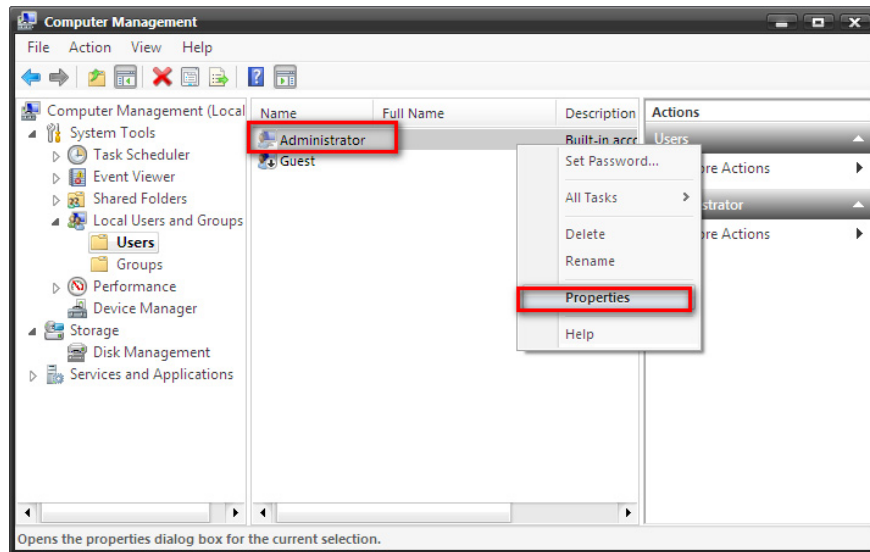 Computer Management
File Action View Help
Computer Management (Local
System Tools
Task Scheduler
Event Viewer
Shared Folders
Local Users and Groups
Users
Groups
Performance
Device Manager
Storage
Disk Management
Services and Applications
Name Full Name Description
Administrator Built-in acco
Guest
Set Password...
All Tasks
Delete
Rename
Properties
Help
Actions
Users
ore Actions
strator
ore Actions
Opens the properties dialog box for the current selection.